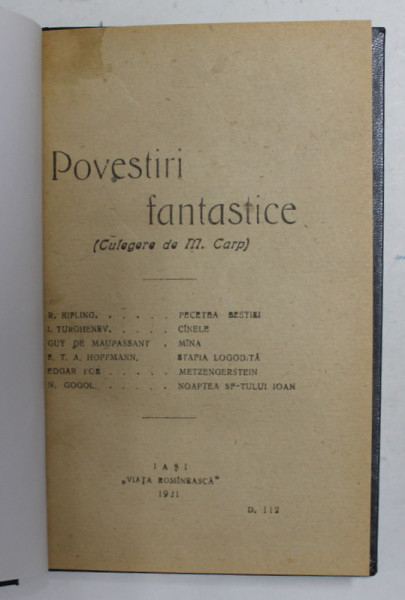 Povestiri
fantastice
(Culegere de M. Carp)
R. KIPLING. . . . . . PECETEA BESTIEI
I. TURGHENEV. . . . . CÎNELE
GUY DE MAUPASSANT . MÎNA
E. T. A. HOFFMANN. STAFIA LOGODITĂ
EDGAR POE . . . . . METZENGERSTEIN
N. GOGOL. . . . . . NOAPTEA SF-TULUI IOAN
IAȘI
„VIAȚA ROMÎNEASCĂ"
1921
D. 112